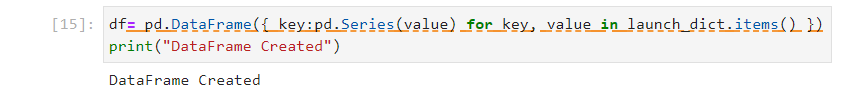 [15]: df= pd.DataFrame({ key:pd.Series(value) for key, value in launch_dict.items() })
print("DataFrame Created")
DataFrame Created